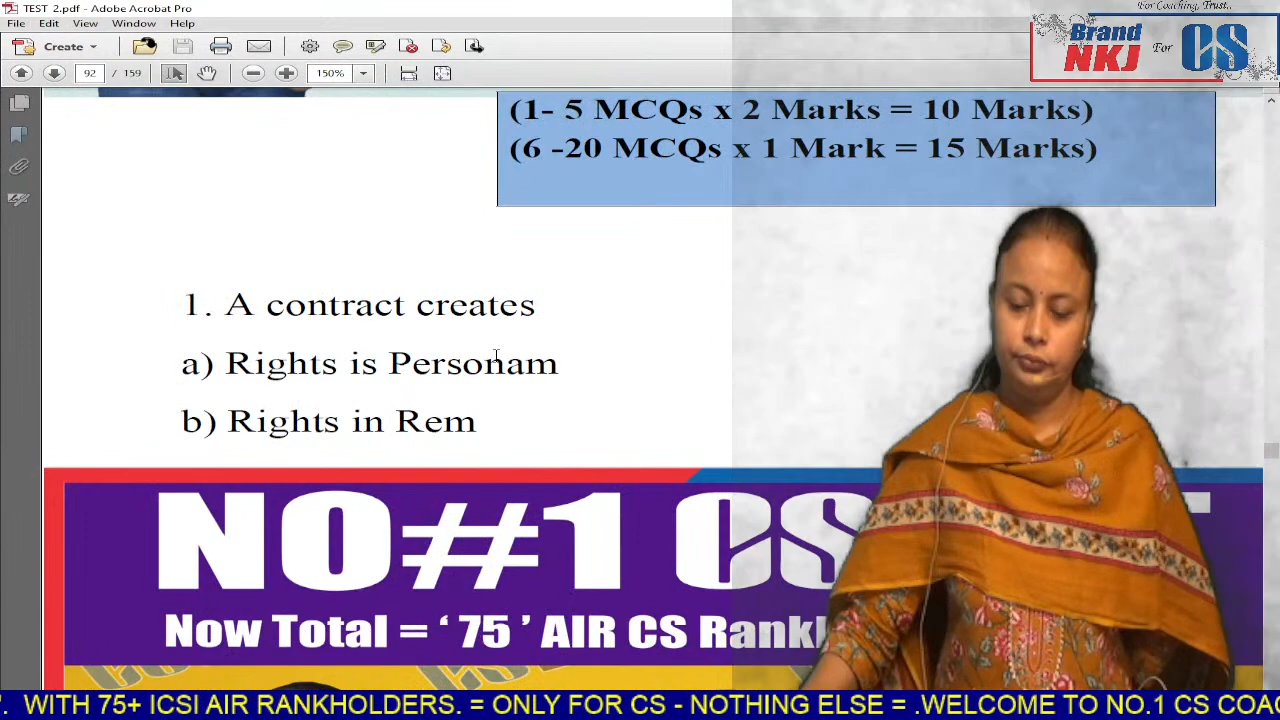 TEST 2.pdf - Adobe Acrobat Pro
File Edit View Window Help
Create
92 / 159 150%
For Coaching, Trust..
Brand
NKJ For CS
(1- 5 MCQs x 2 Marks = 10 Marks)
(6 -20 MCQs x 1 Mark = 15 Marks)
1. A contract creates
a) Rights is Personam
b) Rights in Rem
NO#1 CS
Now Total = ‘ 75 ’ AIR CS Rank
WITH 75+ ICSI AIR RANKHOLDERS. = ONLY FOR CS - NOTHING ELSE = .WELCOME TO NO.1 CS COA